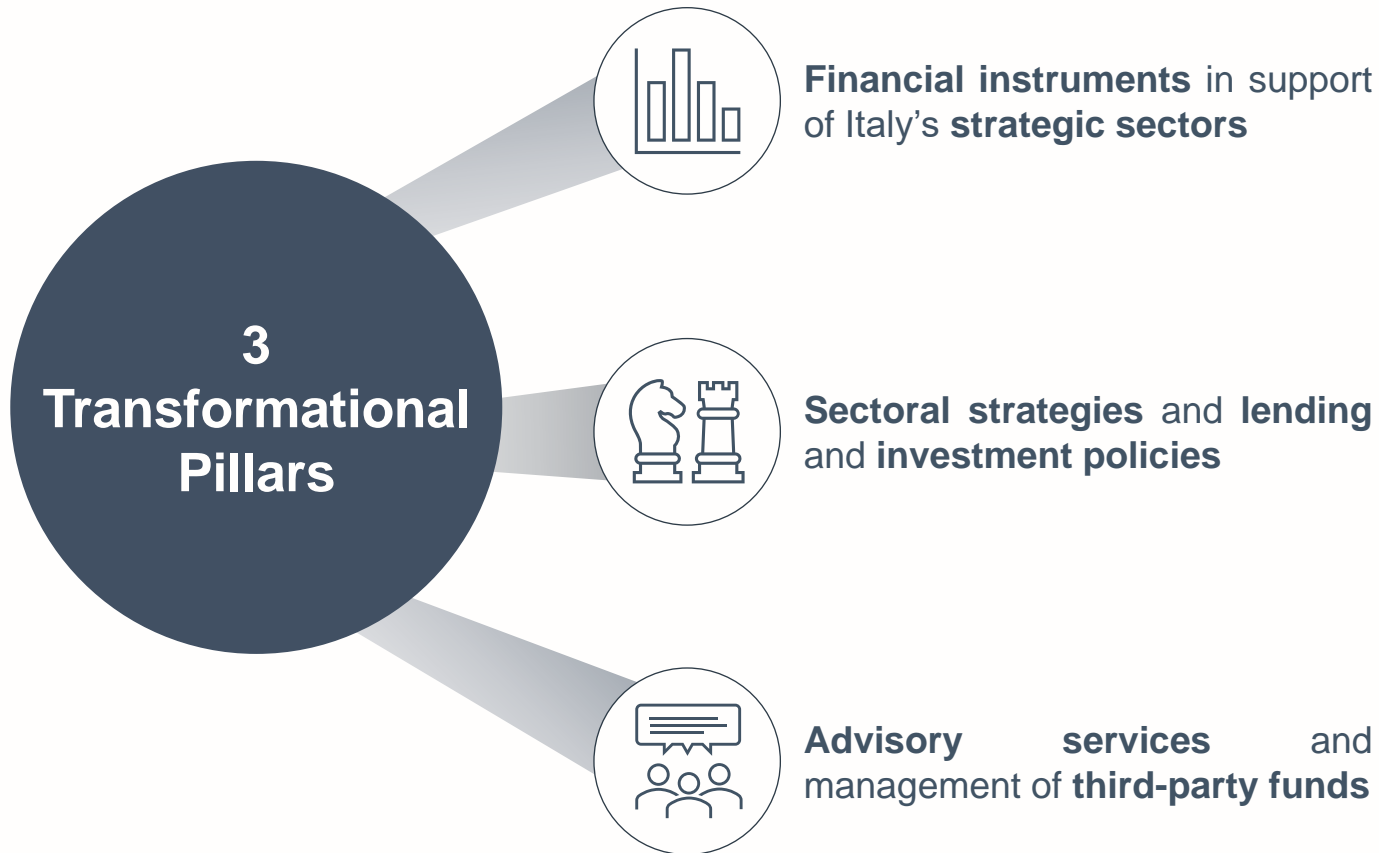 3
Transformational
Pillars
Financial instruments in support
of Italy’s strategic sectors
Sectoral strategies and lending
and investment policies
Advisory services and
management of third-party funds